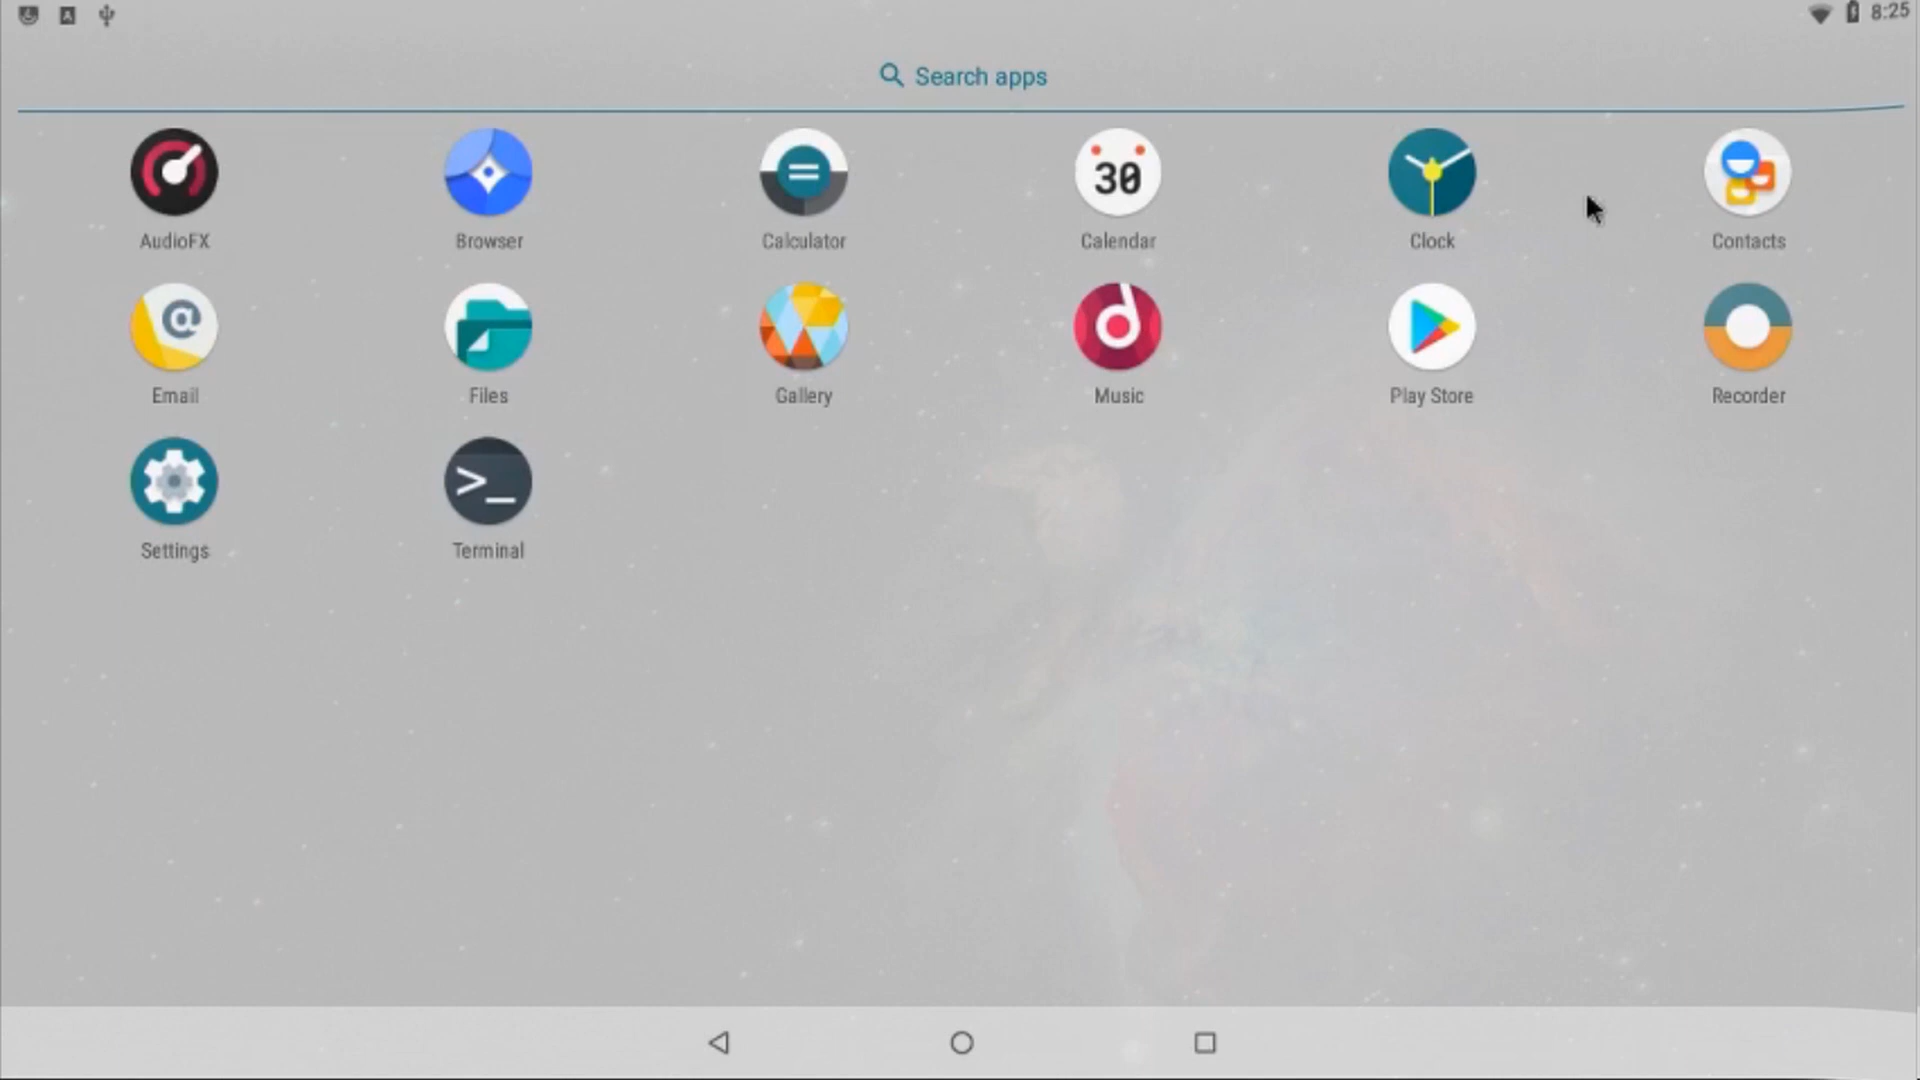 8:25
Search apps
AudioFX Browser Calculator Calendar Clock Contacts
Email Files Gallery Music Play Store Recorder
Settings Terminal
30
@
>_